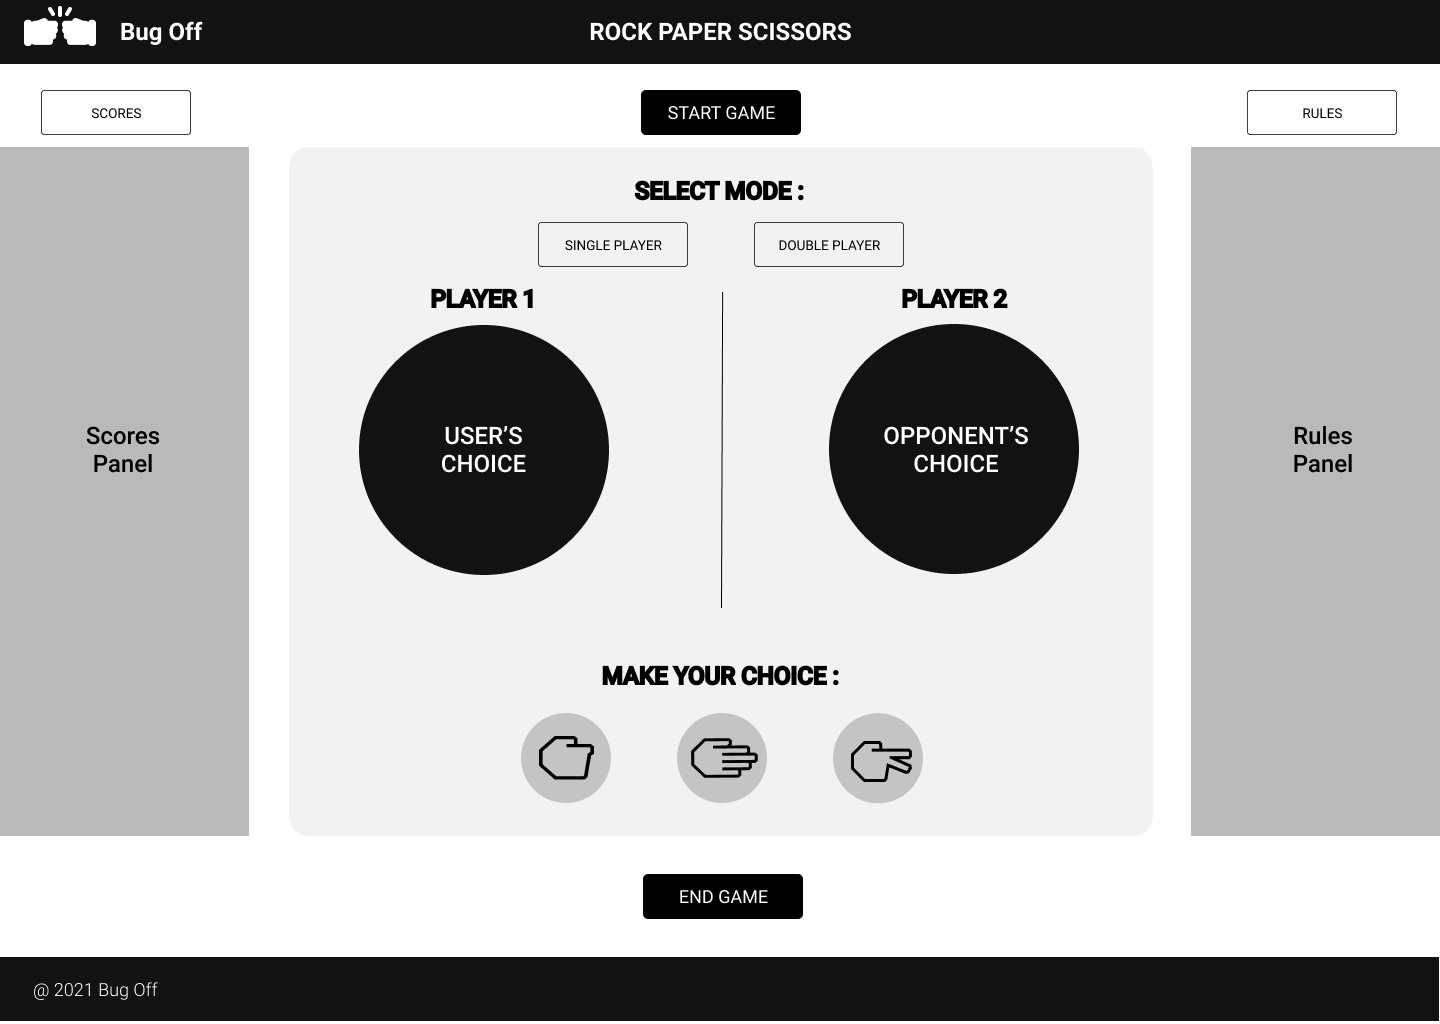 Bug Off
ROCK PAPER SCISSORS
SCORES
START GAME
RULES
SELECT MODE :
SINGLE PLAYER
DOUBLE PLAYER
PLAYER 1
PLAYER 2
USER’S
CHOICE
OPPONENT’S
CHOICE
Scores
Panel
Rules
Panel
MAKE YOUR CHOICE :
END GAME
@ 2021 Bug Off